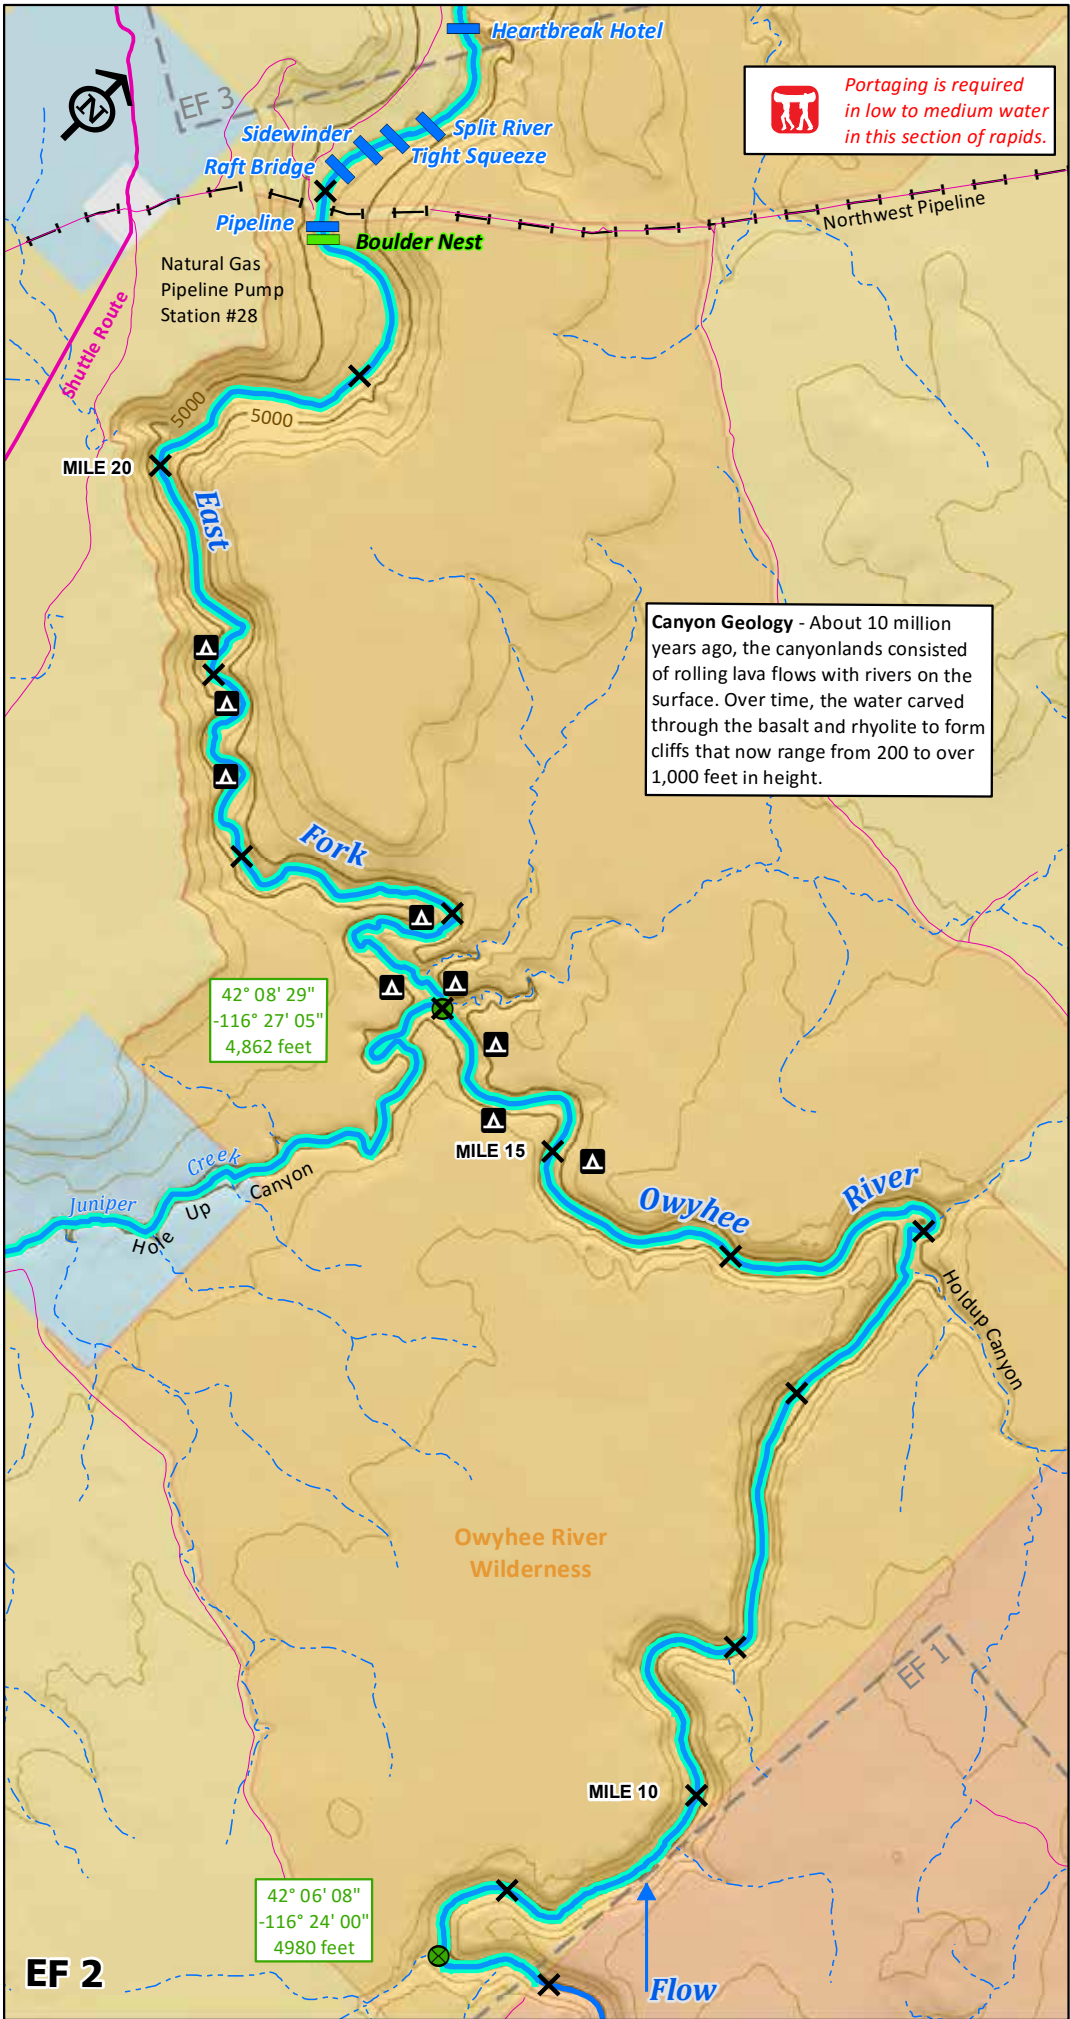 Heartbreak Hotel
N
EF 3
Portaging is required
in low to medium water
in this section of rapids.
Sidewinder
Split River
Raft Bridge
Tight Squeeze
Northwest Pipeline
Pipeline
Boulder Nest
Natural Gas
Pipeline Pump
Station #28
Shuttle Route
5000
5000
MILE 20
East
Canyon Geology - About 10 million
years ago, the canyonlands consisted
of rolling lava flows with rivers on the
surface. Over time, the water carved
through the basalt and rhyolite to form
cliffs that now range from 200 to over
1,000 feet in height.
Fork
42° 08' 29"
-116° 27' 05"
4,862 feet
MILE 15
Juniper Creek
Hole Up Canyon
Owyhee
River
Holdup Canyon
Owyhee River
Wilderness
EF 1
MILE 10
42° 06' 08"
-116° 24' 00"
4980 feet
EF 2
Flow